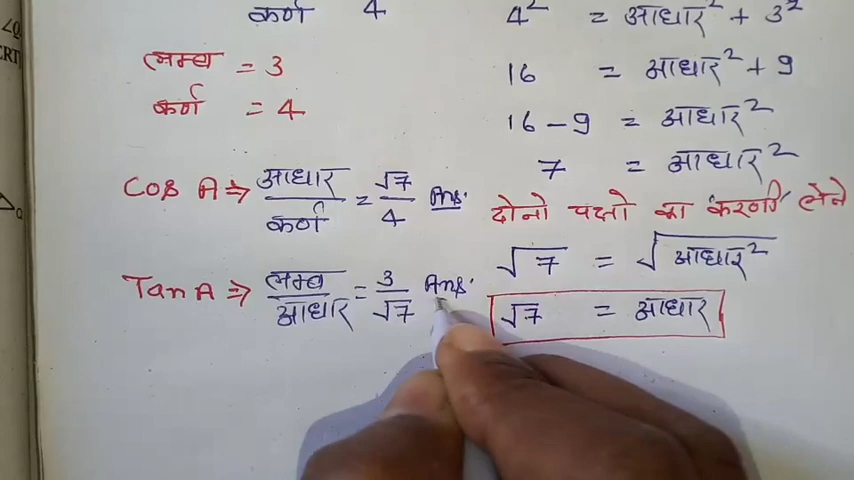 कर्ण 4
लम्ब = 3
कर्ण = 4
Cos A ⇒ आधार/कर्ण = √7/4 Ans.
Tan A ⇒ लम्ब/आधार = 3/√7 Ans.
4² = आधार² + 3²
16 = आधार² + 9
16 - 9 = आधार²
7 = आधार²
दोनो पक्षो का करणी लेने
√7 = √आधार²
√7 = आधार